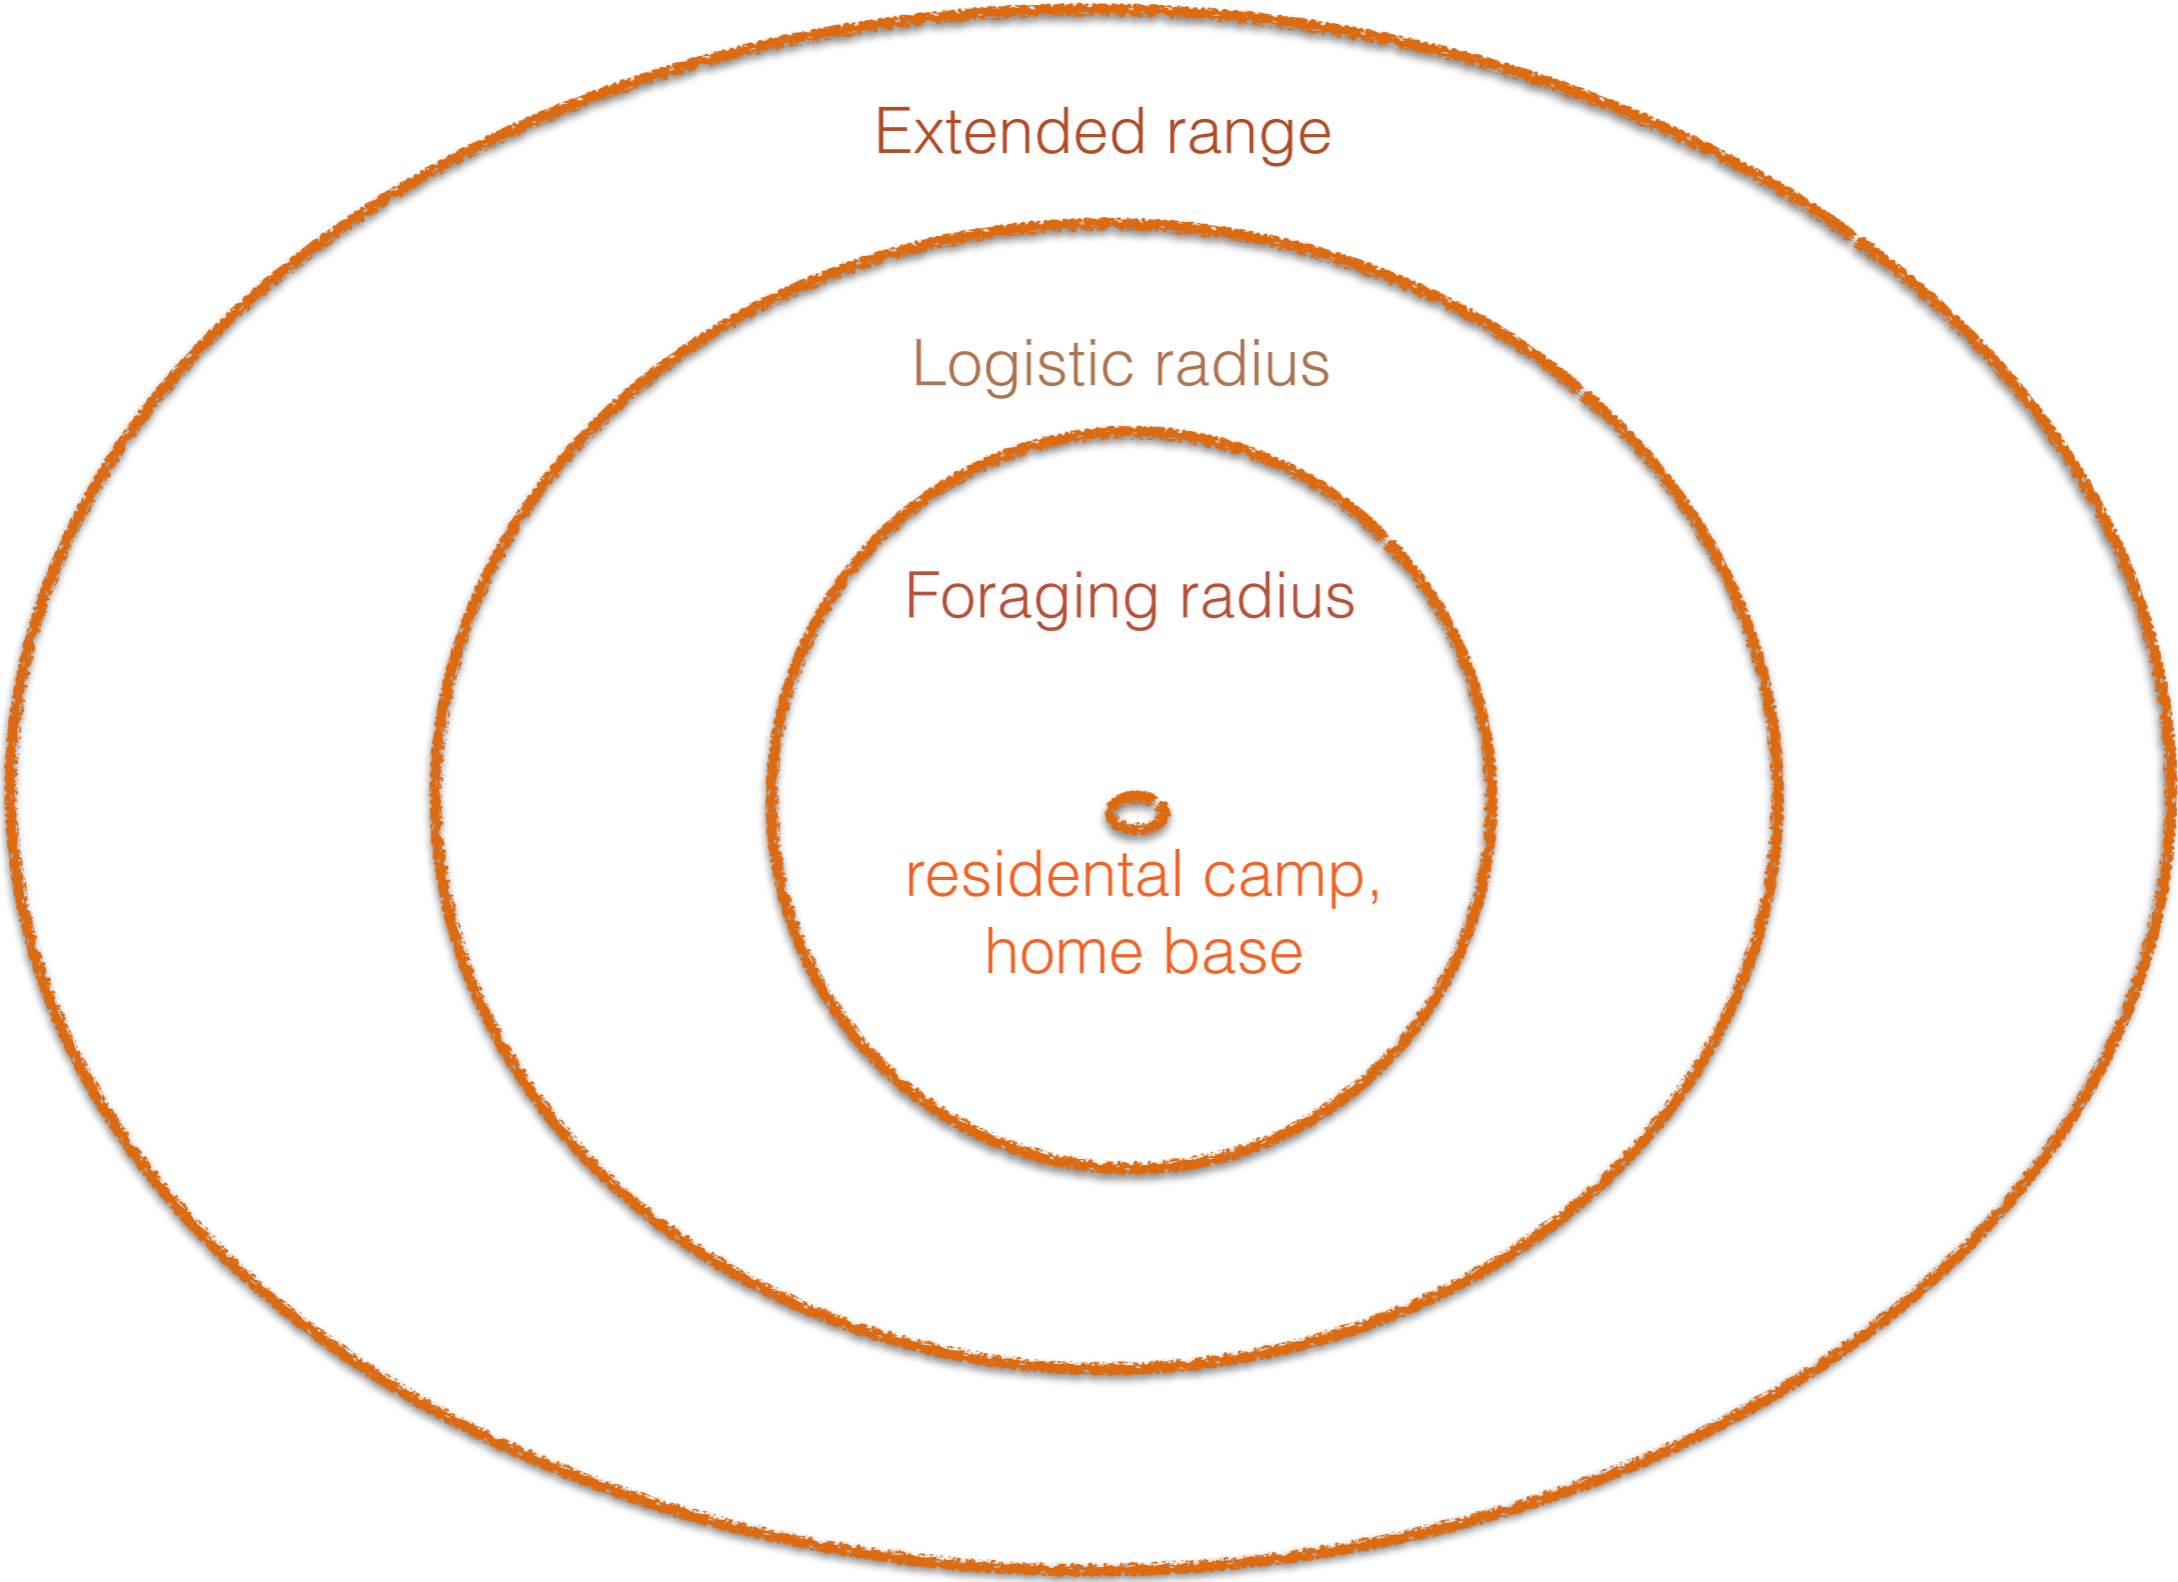 Extended range
Logistic radius
Foraging radius
residental camp,
home base